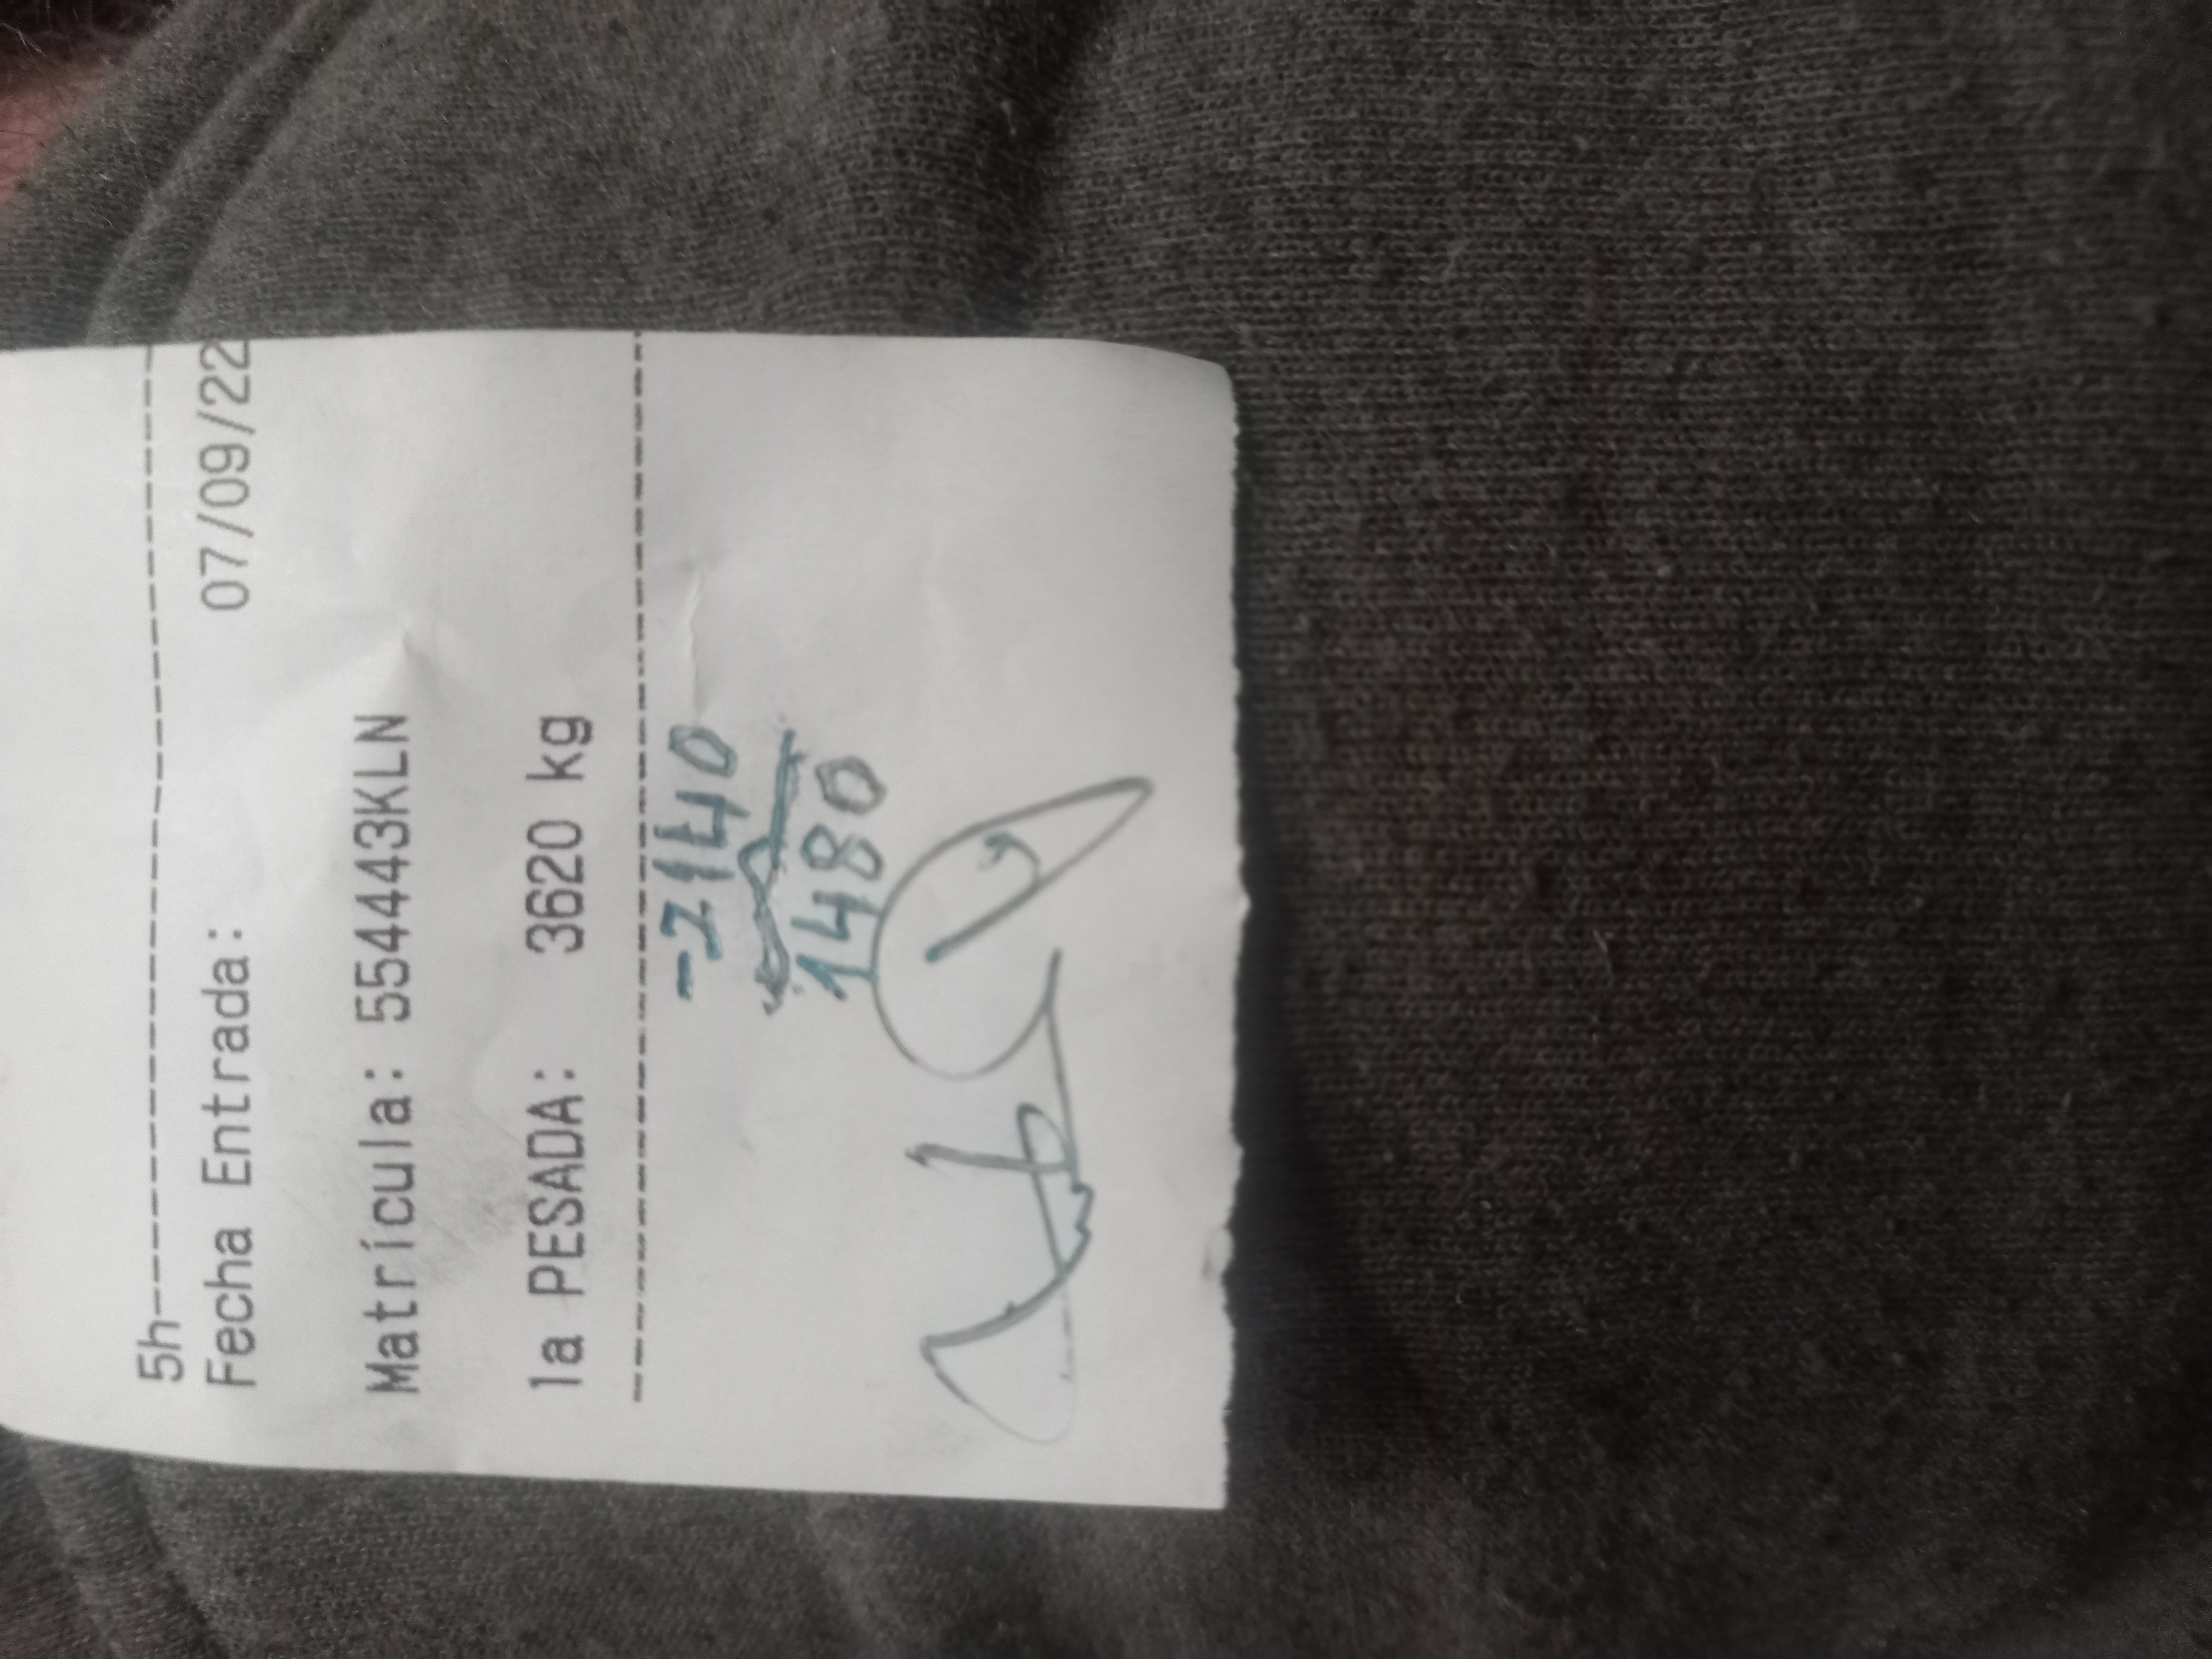 5h--------------------------------
Fecha Entrada: 07/09/22
Matrícula: 554443KLN
1a PESADA: 3620 kg
----------------------------------
-2140
1480